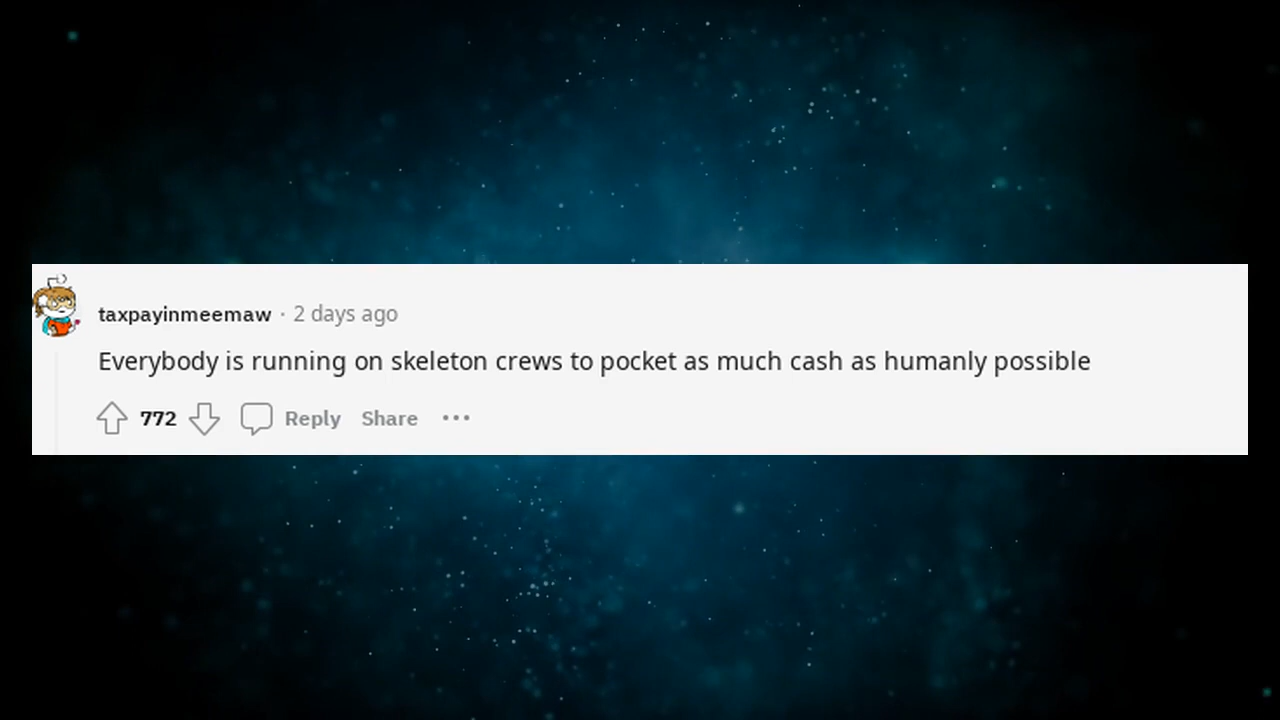 taxpayinmeemaw · 2 days ago
Everybody is running on skeleton crews to pocket as much cash as humanly possible
772 Reply Share ···